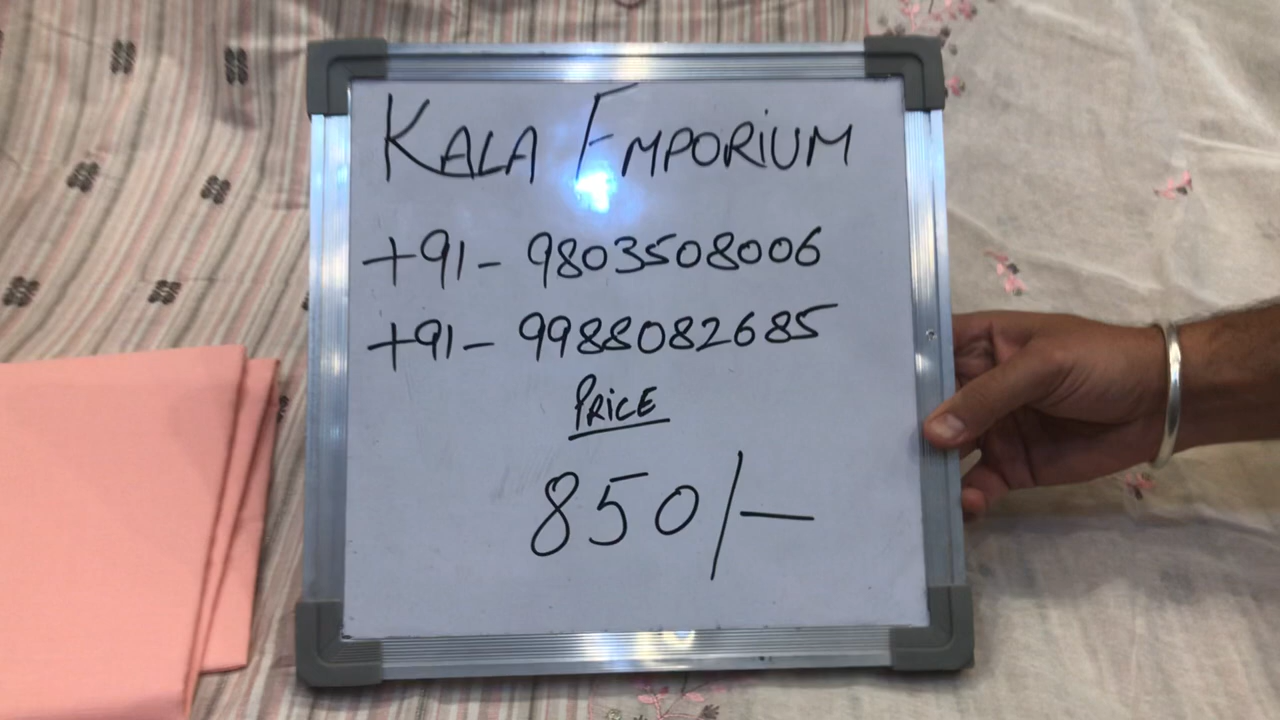 KALA EMPORiUM
+91- 9803508006
+91- 9988082685
PRiCE
850/-